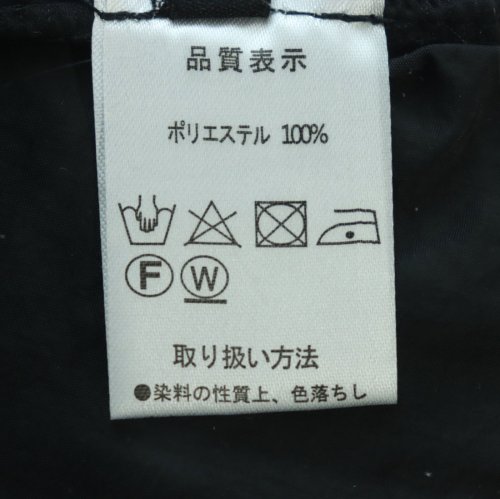 品質表示
ポリエステル 100%
F W
取り扱い方法
●染料の性質上、色落ちし